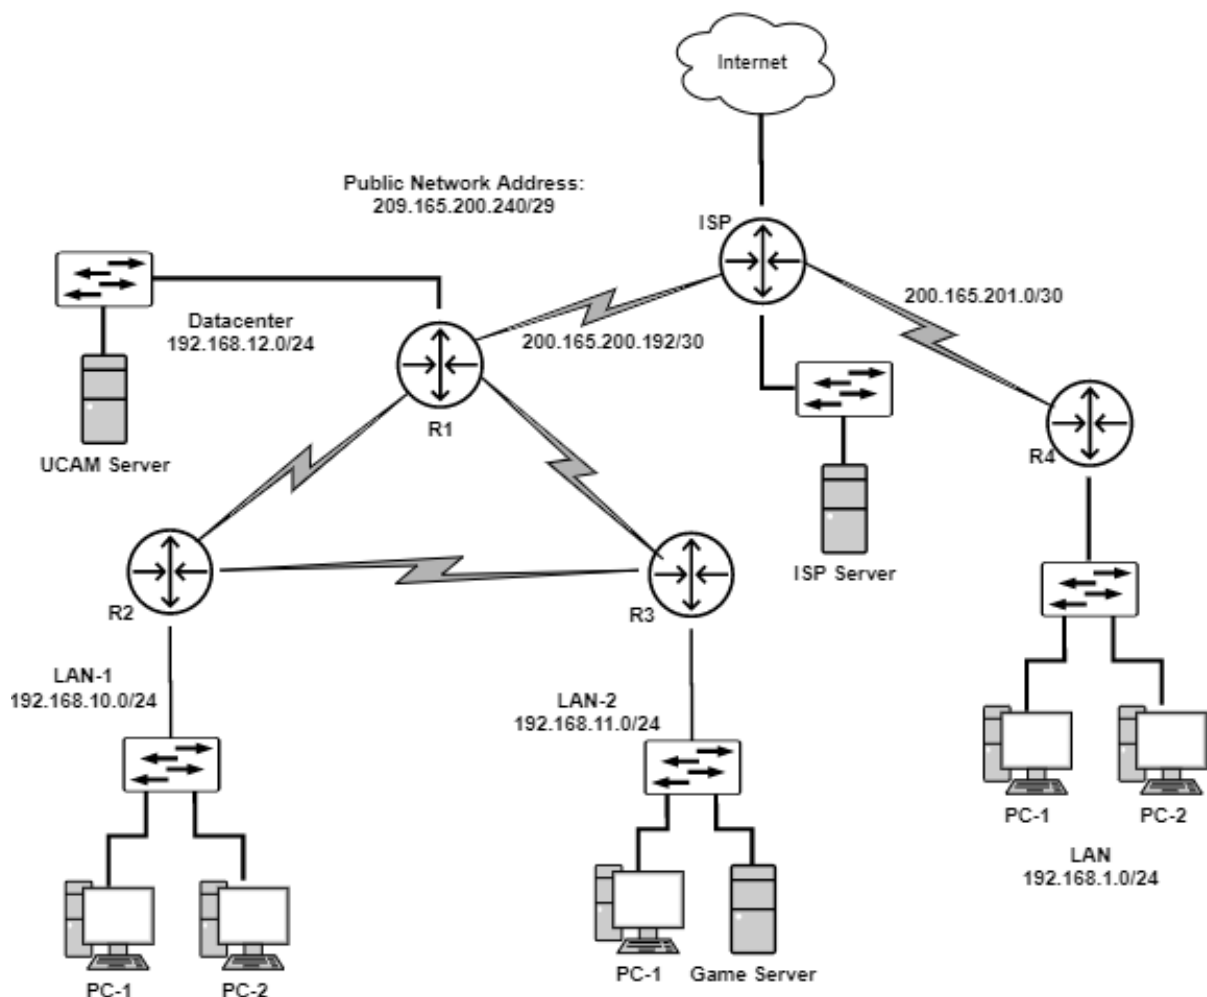 Internet
Public Network Address:
209.165.200.240/29
ISP
200.165.201.0/30
Datacenter
192.168.12.0/24
200.165.200.192/30
R1
UCAM Server
R4
ISP Server
R2
R3
LAN-1
192.168.10.0/24
LAN-2
192.168.11.0/24
PC-1
PC-2
LAN
192.168.1.0/24
PC-1
Game Server
PC-1
PC-2